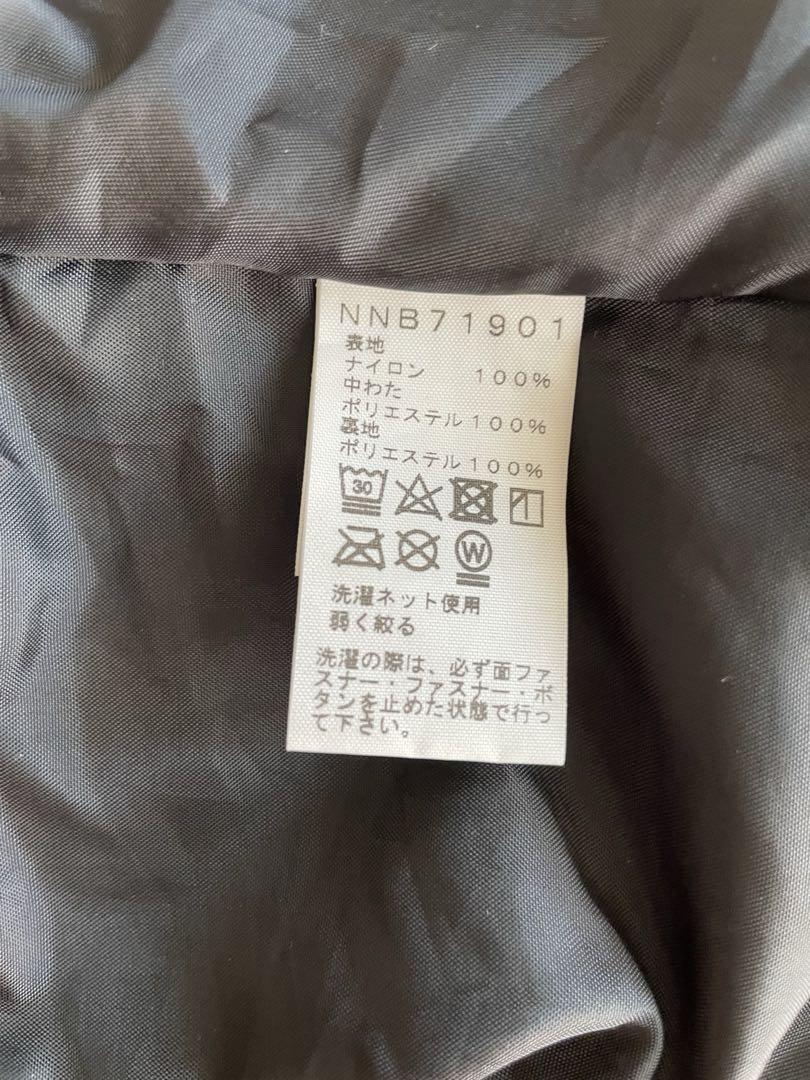 NNB71901
表地
ナイロン 100%
中わた
ポリエステル100%
裏地
ポリエステル100%
30
W
洗濯ネット使用
弱く絞る
洗濯の際は、必ず面ファ
スナー・ファスナー・ボ
タンを止めた状態で行っ
て下さい。